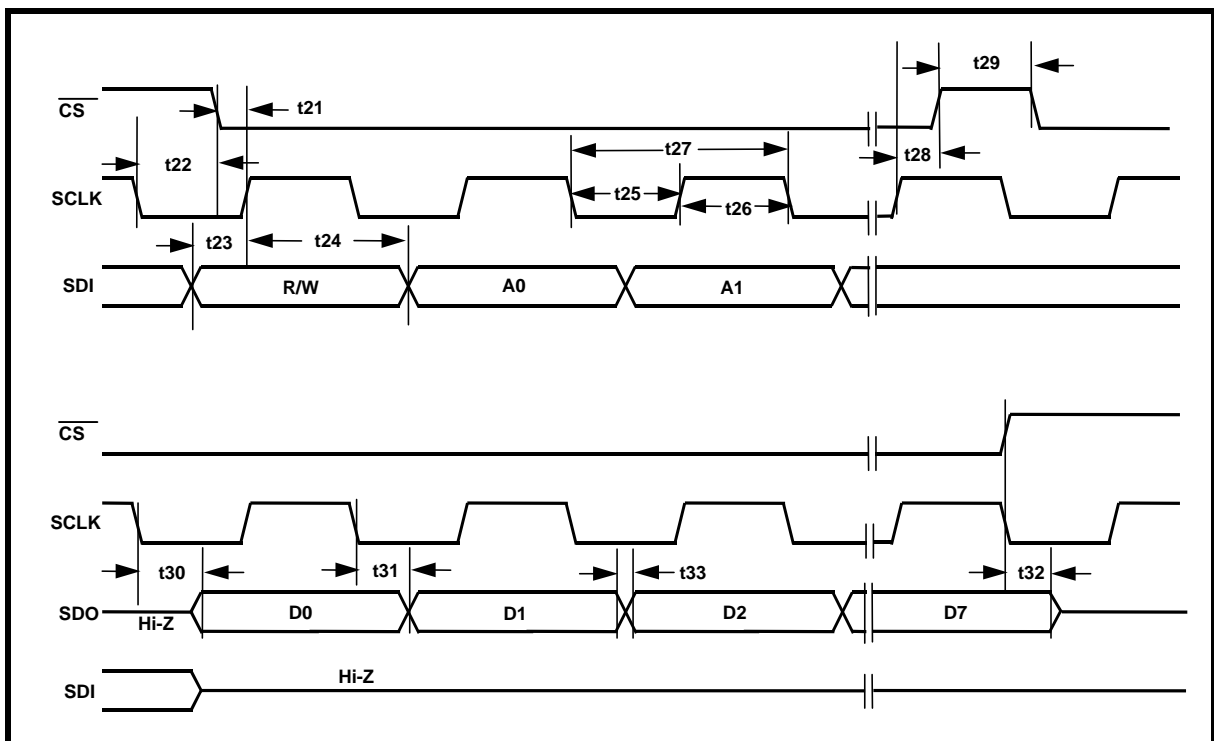 t29
CS
t21
t22
t27
t28
SCLK
t25
t26
t23
t24
SDI
R/W
A0
A1
CS
SCLK
t30
t31
t33
t32
SDO
Hi-Z
D0
D1
D2
D7
SDI
Hi-Z